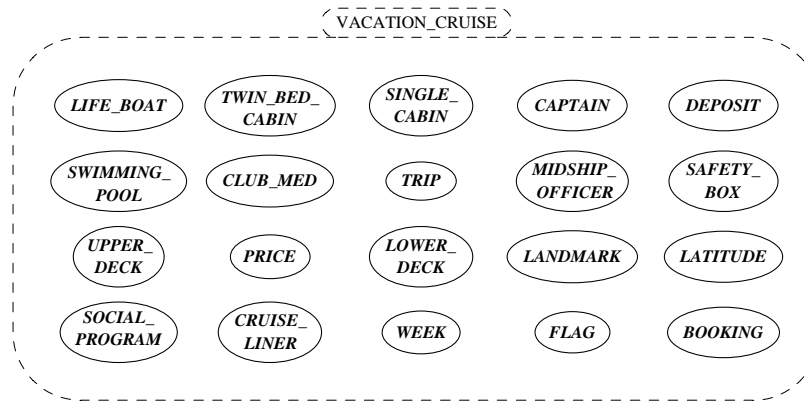 VACATION_CRUISE
LIFE_BOAT
TWIN_BED_
CABIN
SINGLE_
CABIN
CAPTAIN
DEPOSIT
SWIMMING_
POOL
CLUB_MED
TRIP
MIDSHIP_
OFFICER
SAFETY_
BOX
UPPER_
DECK
PRICE
LOWER_
DECK
LANDMARK
LATITUDE
SOCIAL_
PROGRAM
CRUISE_
LINER
WEEK
FLAG
BOOKING